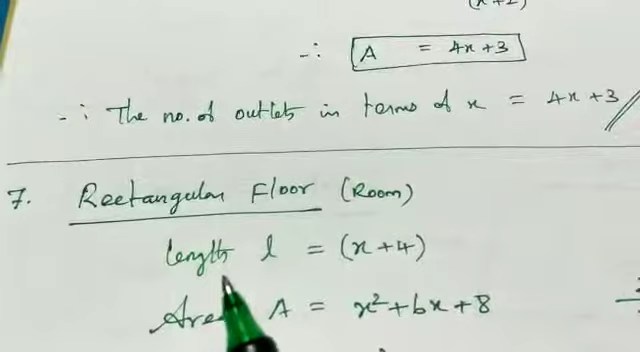 (x+2)
∴ A = 4x+3
∴ The no. of outlets in terms of x = 4x+3 //
7. Rectangular Floor (Room)
length l = (x+4)
Area A = x²+6x+8